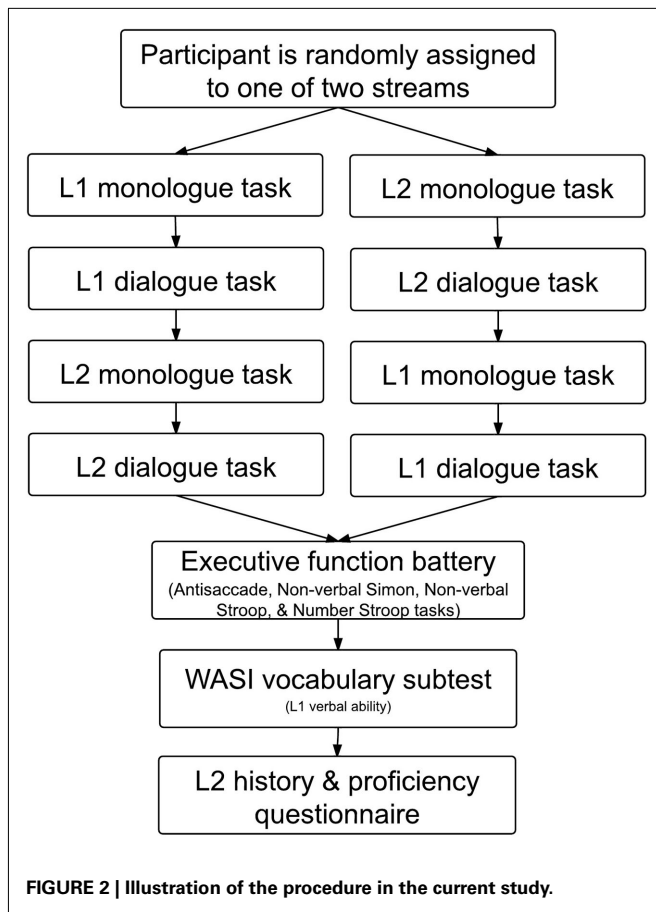 Participant is randomly assigned
to one of two streams
L1 monologue task
L2 monologue task
L1 dialogue task
L2 dialogue task
L2 monologue task
L1 monologue task
L2 dialogue task
L1 dialogue task
Executive function battery
(Antisaccade, Non-verbal Simon, Non-verbal
Stroop, & Number Stroop tasks)
WASI vocabulary subtest
(L1 verbal ability)
L2 history & proficiency
questionnaire
FIGURE 2 | Illustration of the procedure in the current study.